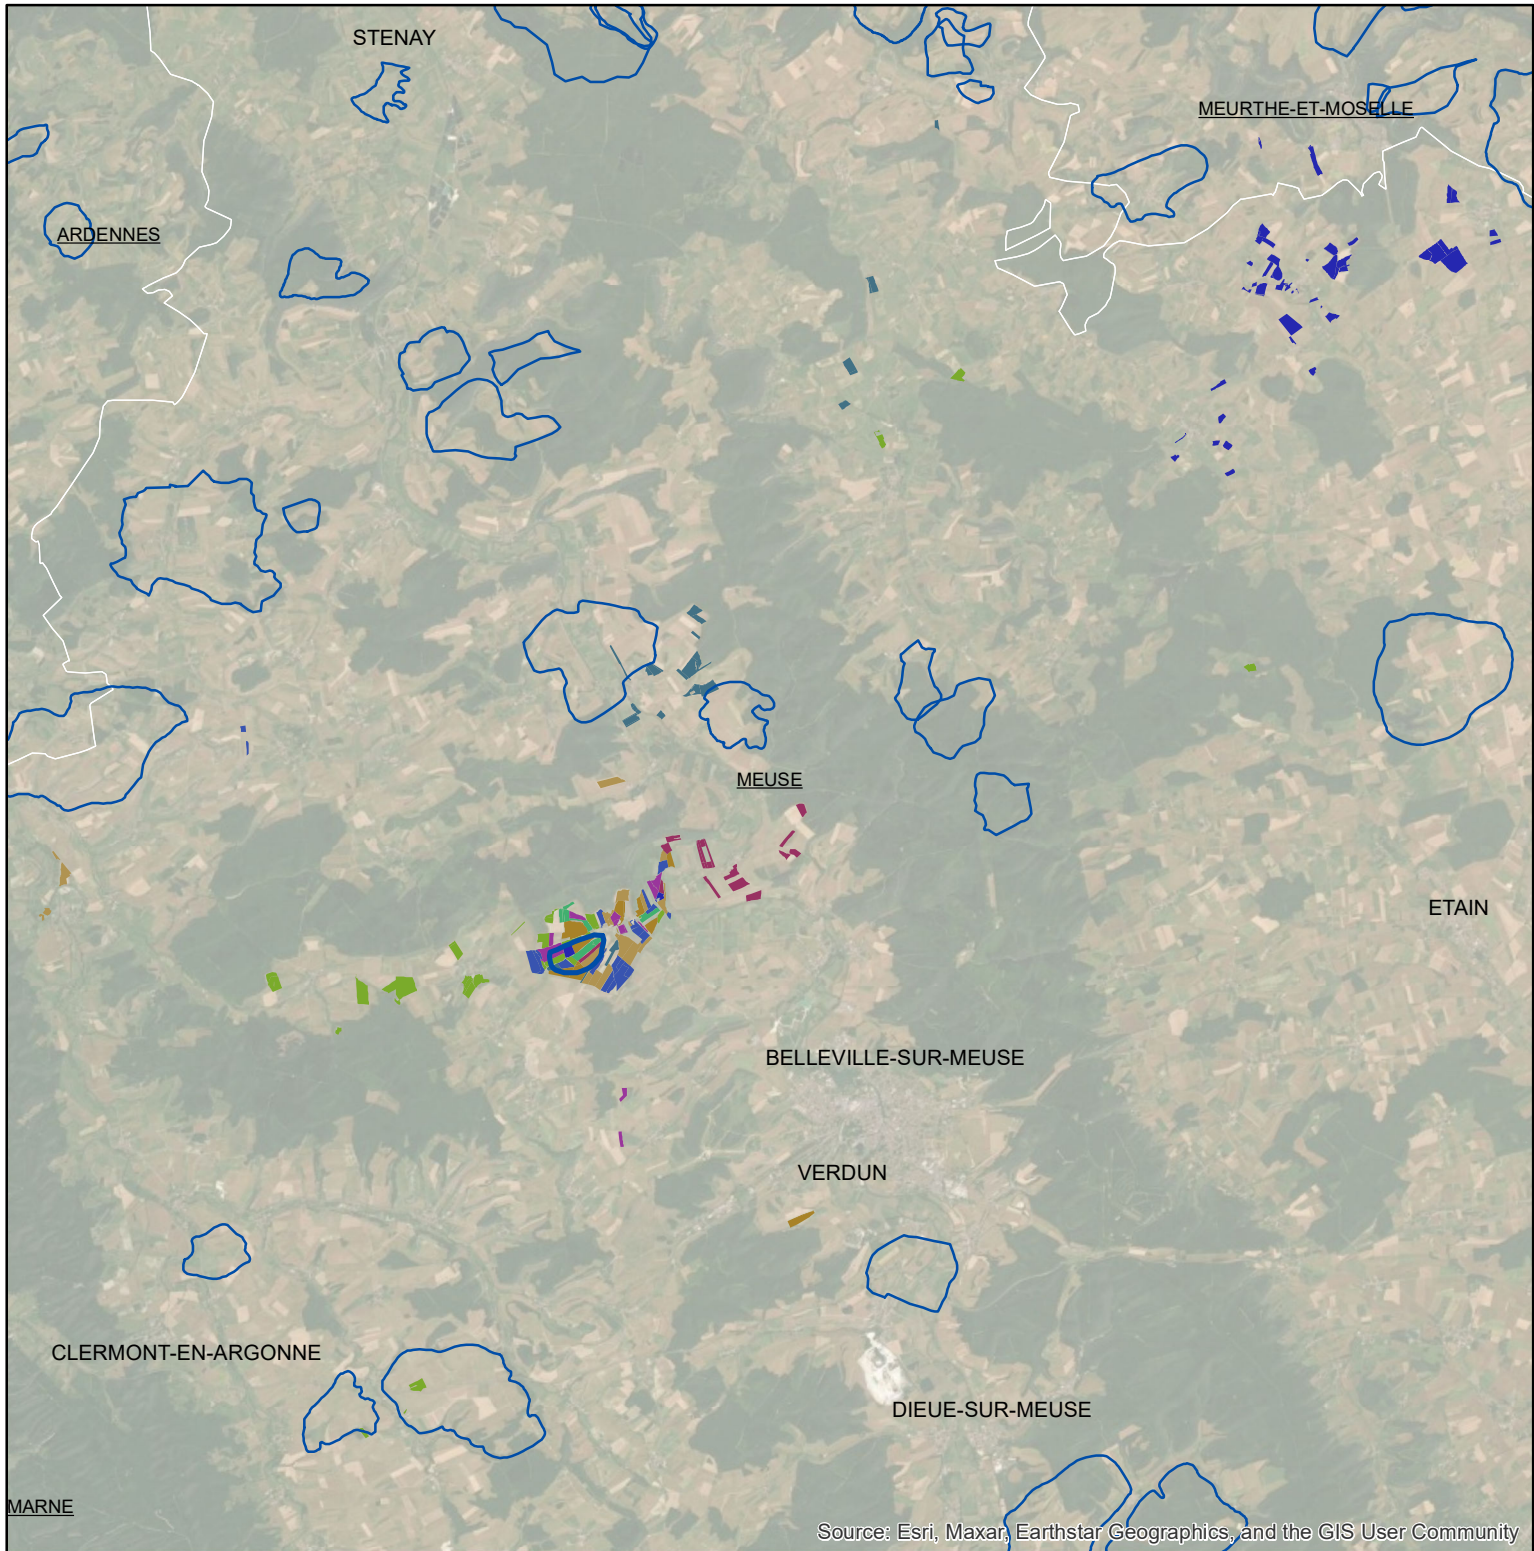 STENAY
MEURTHE-ET-MOSELLE
ARDENNES
MEUSE
ETAIN
BELLEVILLE-SUR-MEUSE
VERDUN
CLERMONT-EN-ARGONNE
DIEUE-SUR-MEUSE
MARNE
Source: Esri, Maxar, Earthstar Geographics, and the GIS User Community